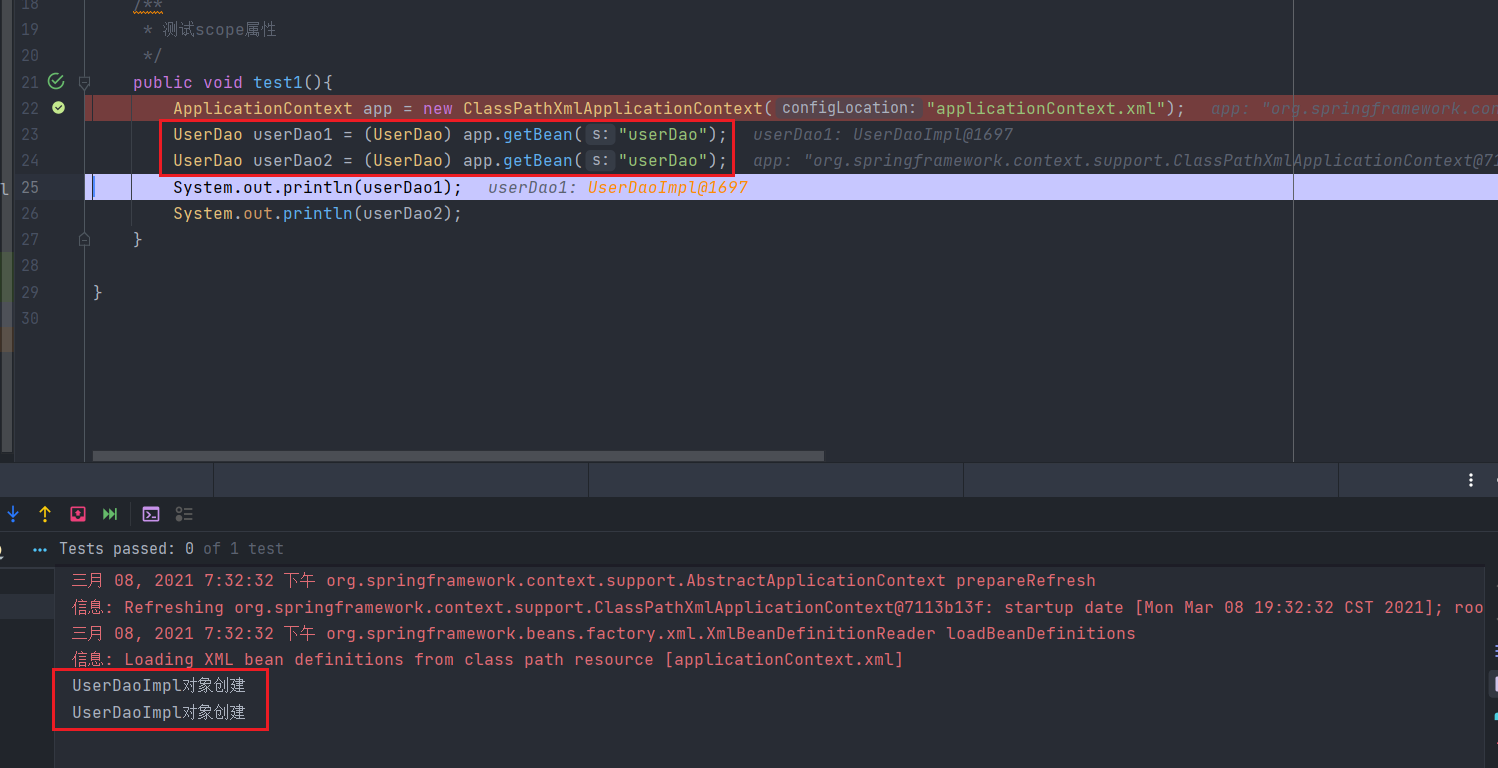 18 /**
19 * 测试scope属性
20 */
21 public void test1(){
22 ApplicationContext app = new ClassPathXmlApplicationContext( configLocation: "applicationContext.xml"); app: "org.springframework.con
23 UserDao userDao1 = (UserDao) app.getBean( s: "userDao"); userDao1: UserDaoImpl@1697
24 UserDao userDao2 = (UserDao) app.getBean( s: "userDao"); app: "org.springframework.context.support.ClassPathXmlApplicationContext@71
25 System.out.println(userDao1); userDao1: UserDaoImpl@1697
26 System.out.println(userDao2);
27 }
28
29 }
30
Tests passed: 0 of 1 test
三月 08, 2021 7:32:32 下午 org.springframework.context.support.AbstractApplicationContext prepareRefresh
信息: Refreshing org.springframework.context.support.ClassPathXmlApplicationContext@7113b13f: startup date [Mon Mar 08 19:32:32 CST 2021]; roo
三月 08, 2021 7:32:32 下午 org.springframework.beans.factory.xml.XmlBeanDefinitionReader loadBeanDefinitions
信息: Loading XML bean definitions from class path resource [applicationContext.xml]
UserDaoImpl对象创建
UserDaoImpl对象创建